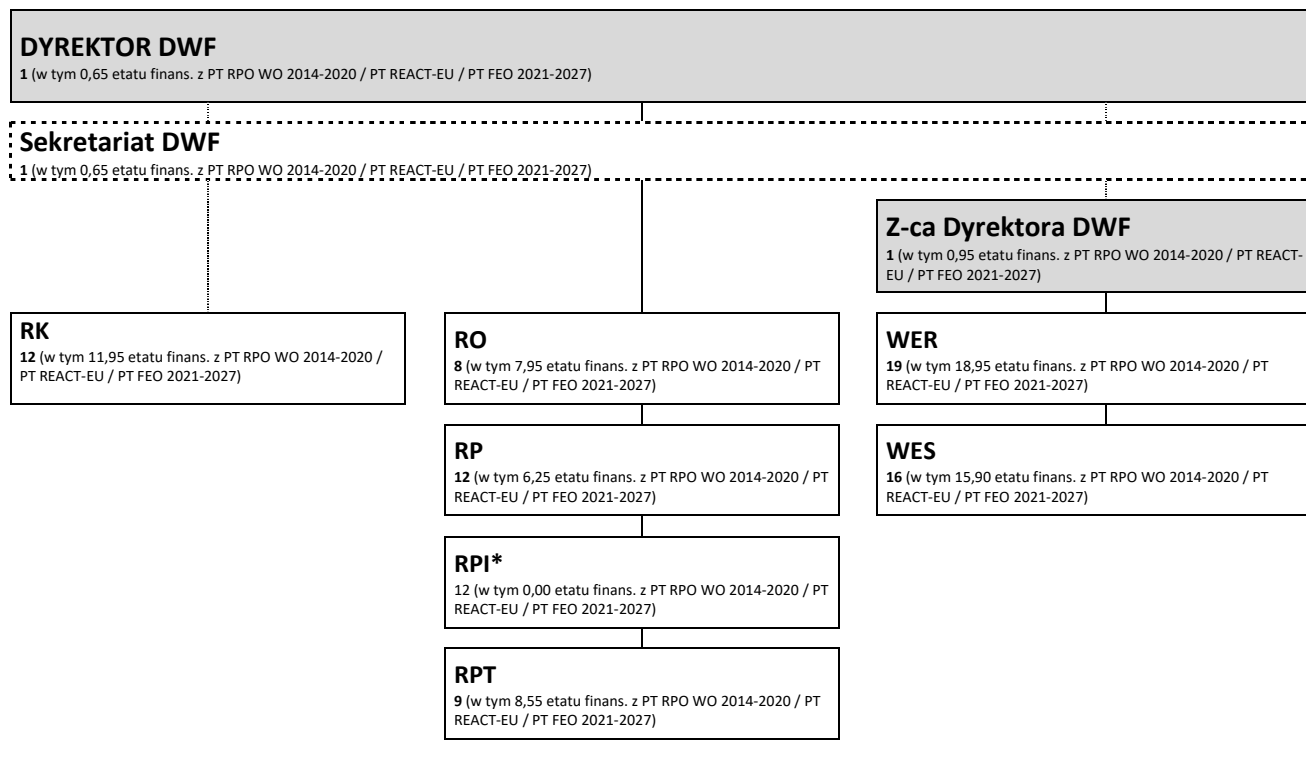 DYREKTOR DWF
1 (w tym 0,65 etatu finans. z PT RPO WO 2014-2020 / PT REACT-EU / PT FEO 2021-2027)
Sekretariat DWF
1 (w tym 0,65 etatu finans. z PT RPO WO 2014-2020 / PT REACT-EU / PT FEO 2021-2027)
Z-ca Dyrektora DWF
1 (w tym 0,95 etatu finans. z PT RPO WO 2014-2020 / PT REACT-
EU / PT FEO 2021-2027)
RK
12 (w tym 11,95 etatu finans. z PT RPO WO 2014-2020 /
PT REACT-EU / PT FEO 2021-2027)
RO
8 (w tym 7,95 etatu finans. z PT RPO WO 2014-2020 / PT
REACT-EU / PT FEO 2021-2027)
WER
19 (w tym 18,95 etatu finans. z PT RPO WO 2014-2020 / PT
REACT-EU / PT FEO 2021-2027)
RP
12 (w tym 6,25 etatu finans. z PT RPO WO 2014-2020 / PT
REACT-EU / PT FEO 2021-2027)
WES
16 (w tym 15,90 etatu finans. z PT RPO WO 2014-2020 / PT
REACT-EU / PT FEO 2021-2027)
RPI*
12 (w tym 0,00 etatu finans. z PT RPO WO 2014-2020 / PT
REACT-EU / PT FEO 2021-2027)
RPT
9 (w tym 8,55 etatu finans. z PT RPO WO 2014-2020 / PT
REACT-EU / PT FEO 2021-2027)